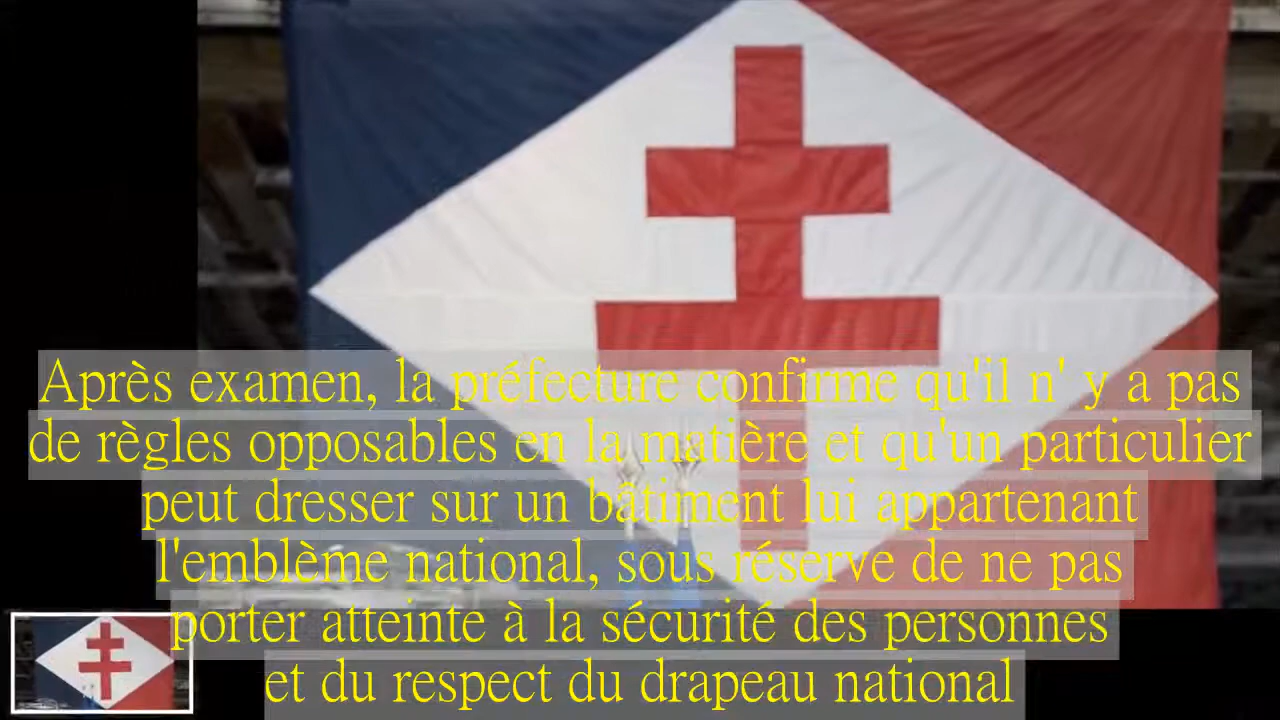 Après examen, la préfecture confirme qu'il n' y a pas
de règles opposables en la matière et qu'un particulier
peut dresser sur un bâtiment lui appartenant
l'emblème national, sous réserve de ne pas
porter atteinte à la sécurité des personnes
et du respect du drapeau national